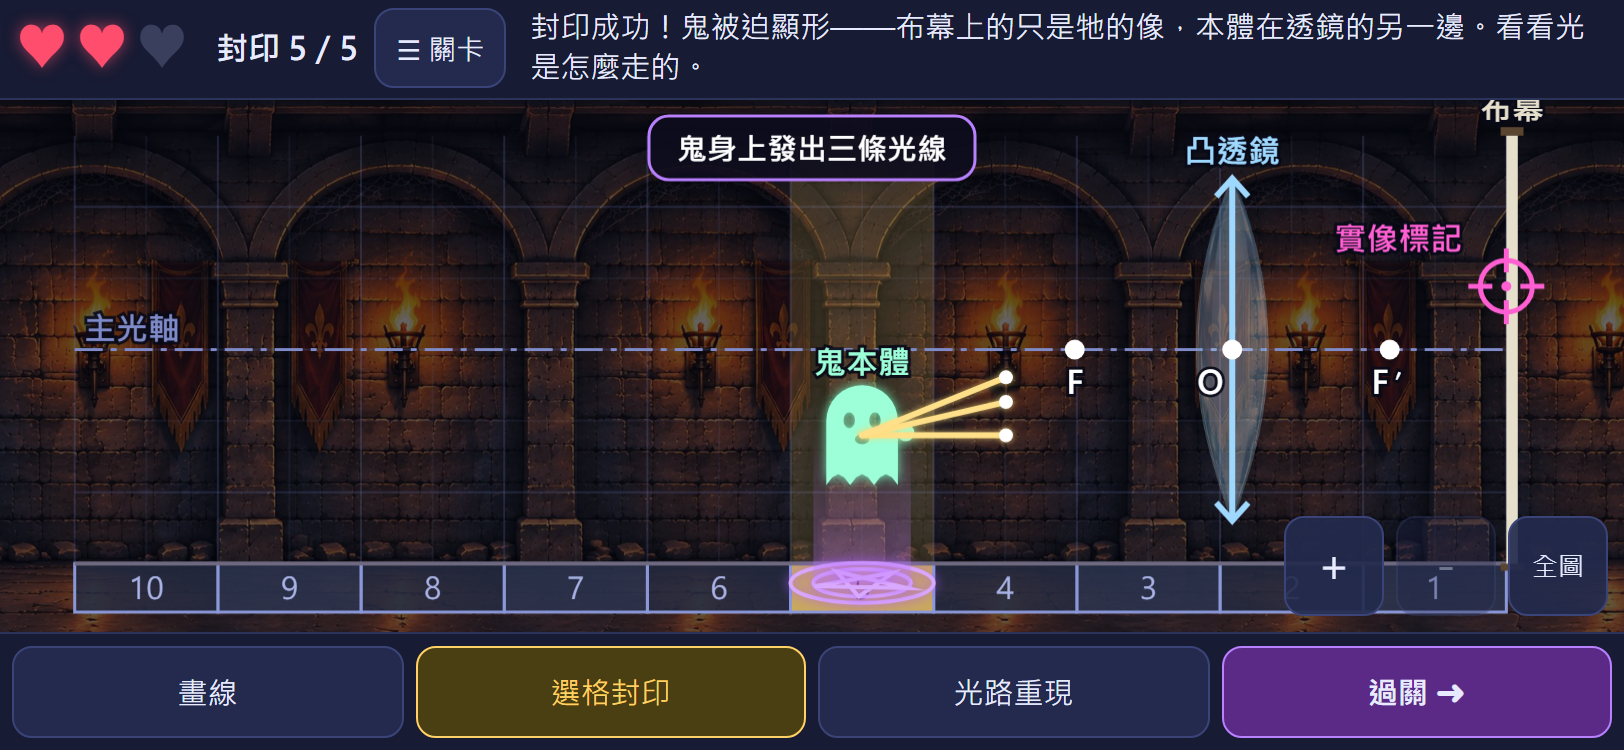 封印 5 / 5
☰ 關卡
封印成功！鬼被迫顯形——布幕上的只是牠的像，本體在透鏡的另一邊。看看光
是怎麼走的。
布幕
鬼身上發出三條光線
凸透鏡
實像標記
主光軸
鬼本體
F
O
F′
10 9 8 7 6 4 3 2 1
+
−
全圖
畫線
選格封印
光路重現
過關 ➜